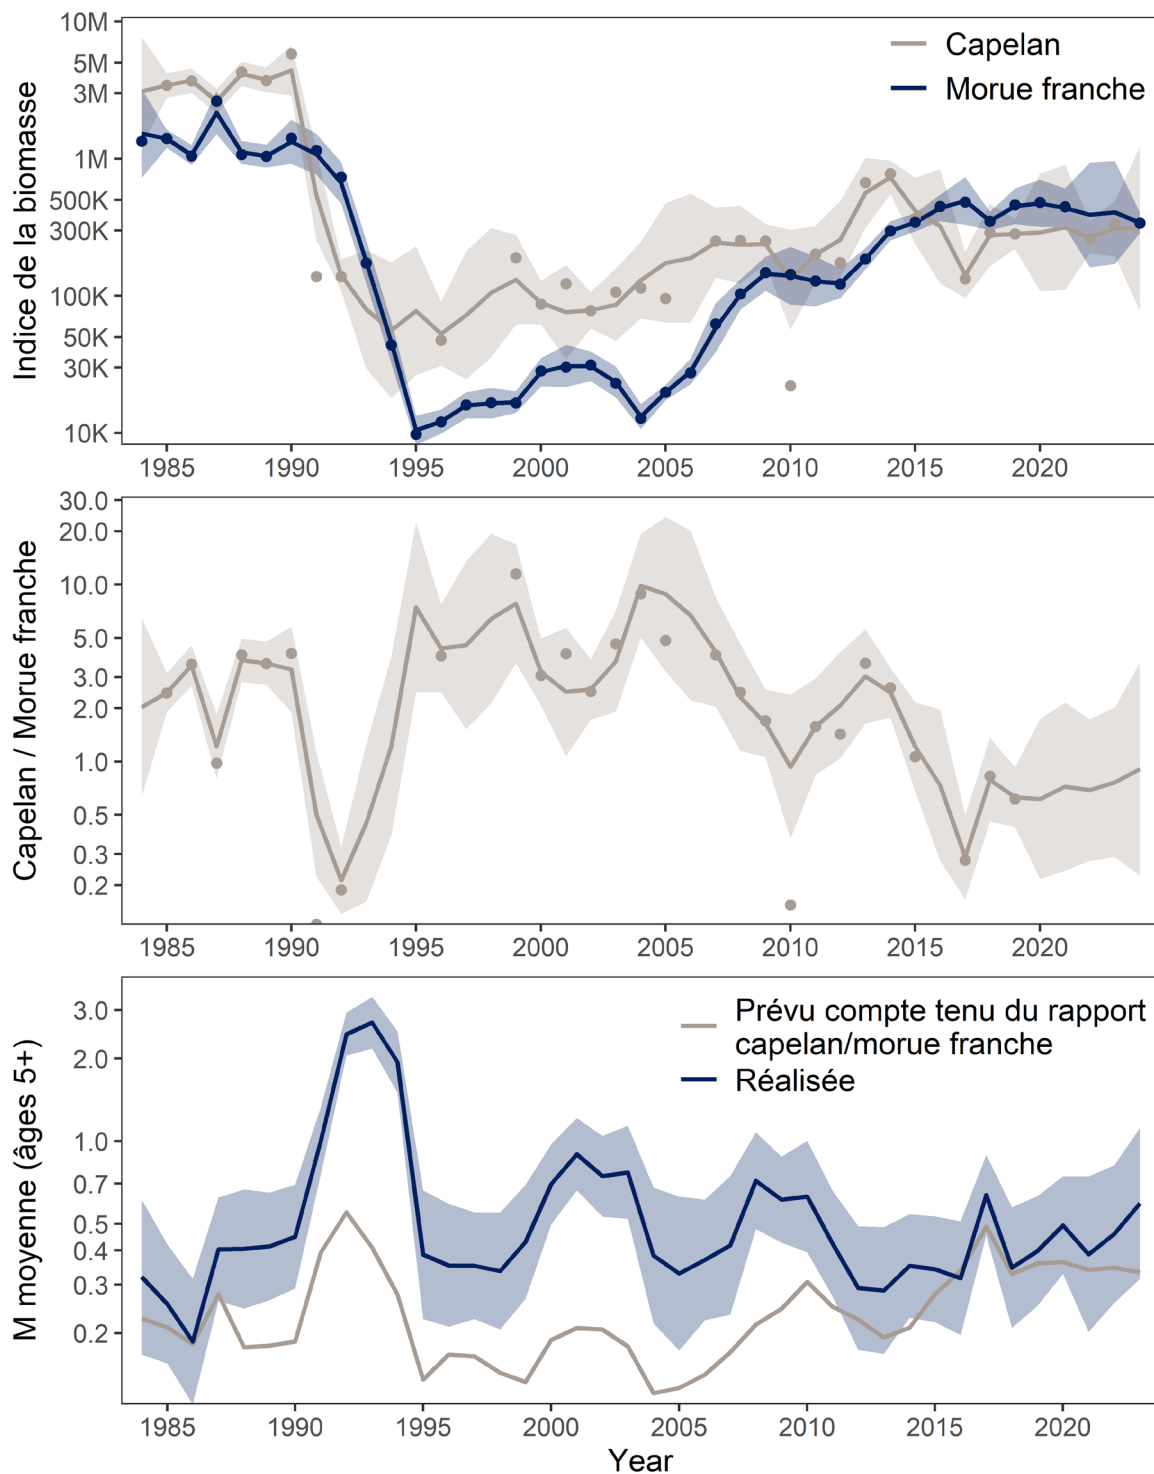 Indice de la biomasse
10M
5M
3M
1M
500K
300K
100K
50K
30K
10K
Capelan
Morue franche
1985 1990 1995 2000 2005 2010 2015 2020
Capelan / Morue franche
30.0
20.0
10.0
5.0
3.0
2.0
1.0
0.5
0.3
0.2
1985 1990 1995 2000 2005 2010 2015 2020
M moyenne (âges 5+)
3.0
2.0
1.0
0.7
0.5
0.4
0.3
0.2
Prévu compte tenu du rapport
capelan/morue franche
Réalisée
1985 1990 1995 2000 2005 2010 2015 2020
Year